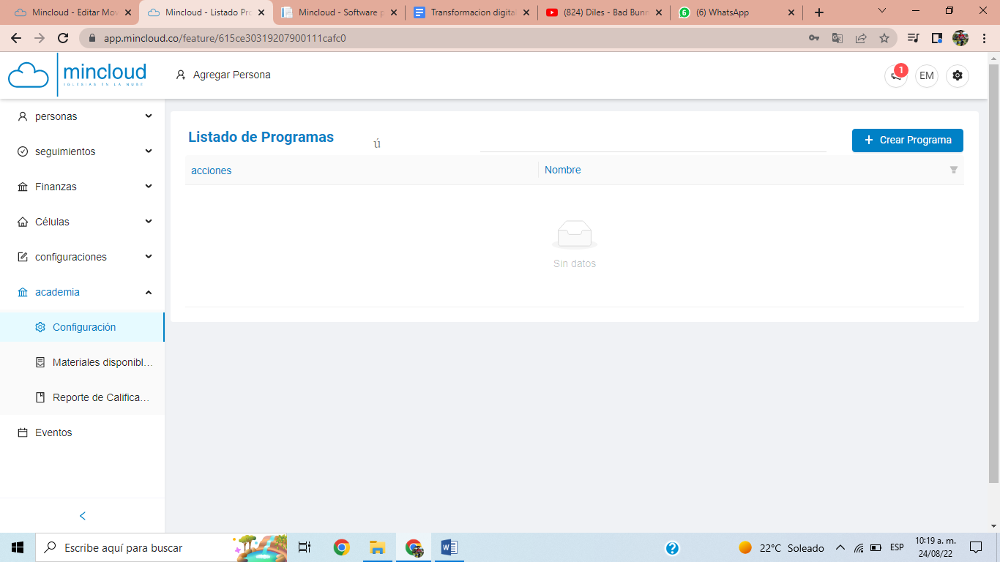 Mincloud - Editar Mov
Mincloud - Listado Pro
Mincloud - Software p
Transformacion digital
(824) Diles - Bad Bunn
6
(6) WhatsApp
app.mincloud.co/feature/615ce30319207900111cafc0
mincloud
IGLESIAS EN LA NUBE
Agregar Persona
1
EM
personas
seguimientos
Finanzas
Células
configuraciones
academia
Configuración
Materiales disponibl...
Reporte de Califica...
Eventos
Listado de Programas
ú
Crear Programa
acciones
Nombre
Sin datos
Escribe aquí para buscar
22°C Soleado
ESP
10:19 a. m.
24/08/22